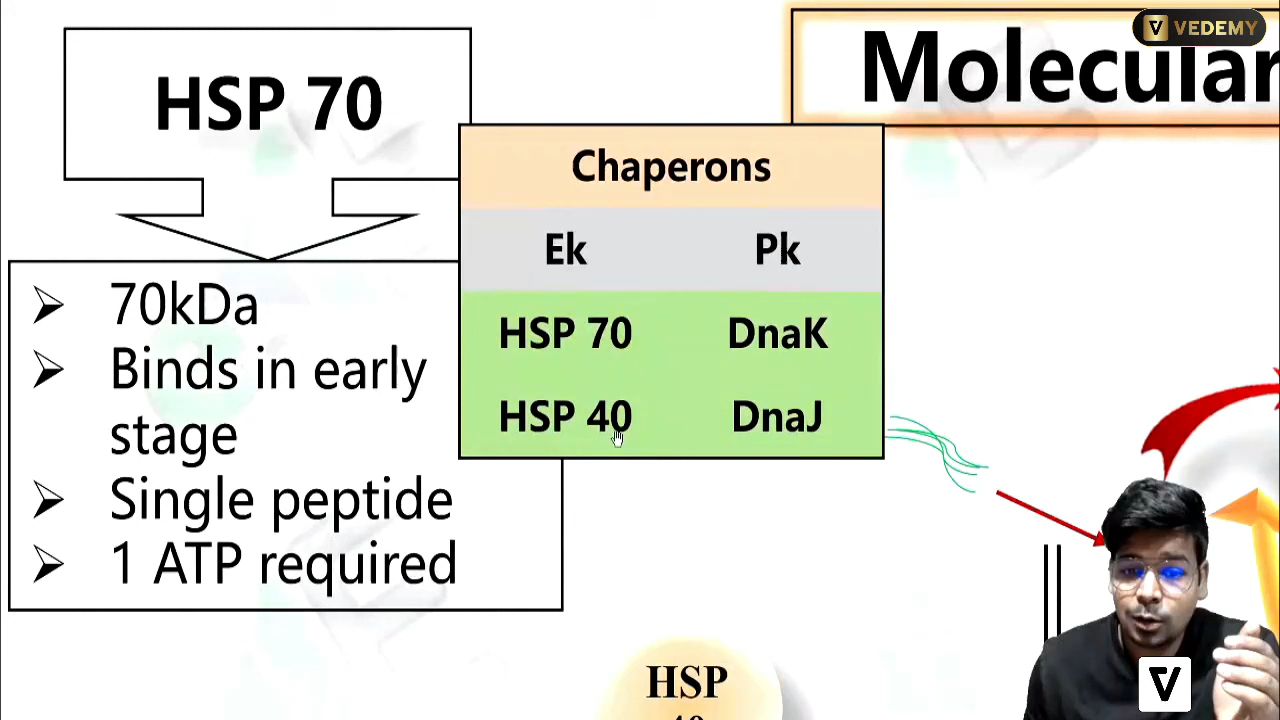 VEDEMY
HSP 70
Molecular
Chaperons
Ek Pk
HSP 70 DnaK
HSP 40 DnaJ
➢ 70kDa
➢ Binds in early
stage
➢ Single peptide
➢ 1 ATP required
HSP
40